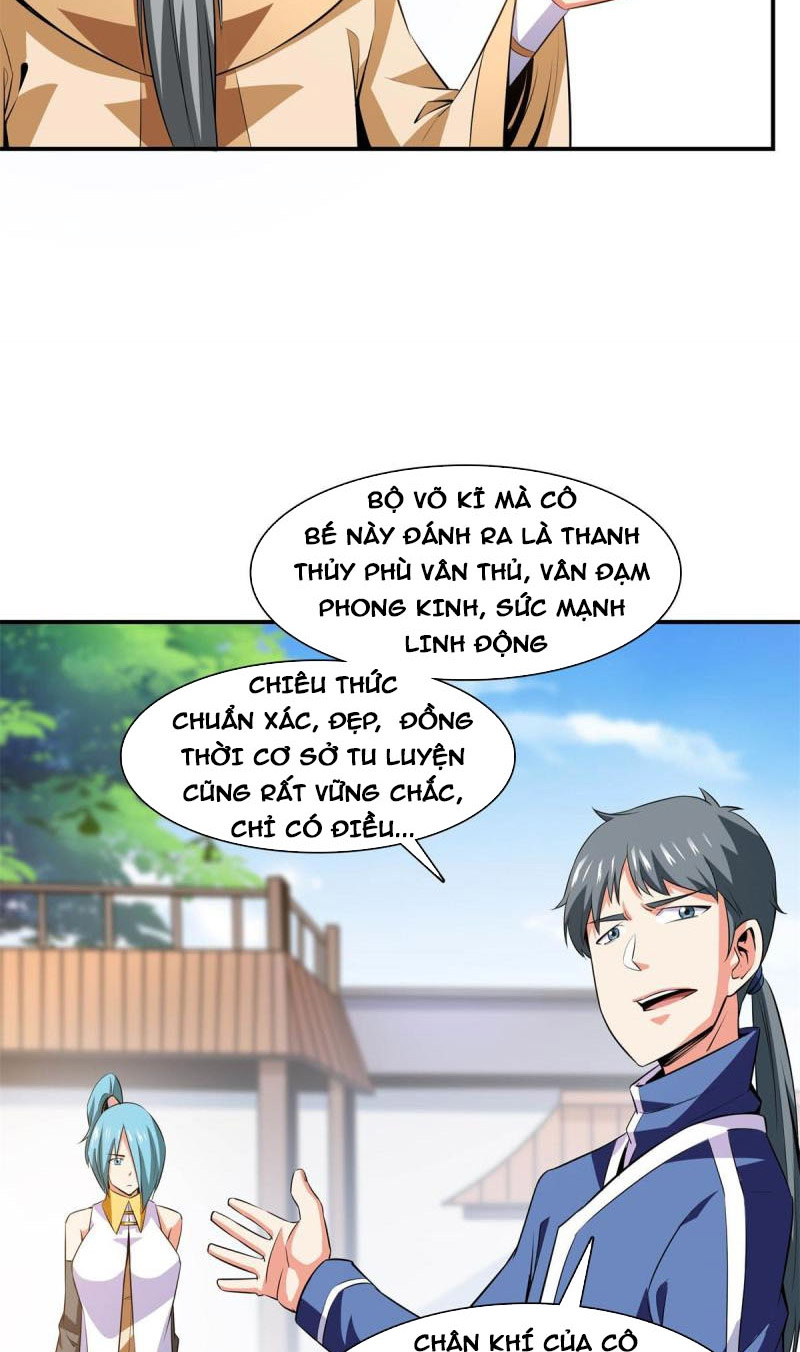 BỘ VÕ KĨ MÀ CÔ
BÉ NÀY ĐÁNH RA LÀ THANH
THỦY PHÙ VÂN THỦ, VÂN ĐẠM
PHONG KINH, SỨC MẠNH
LINH ĐỘNG
CHIÊU THỨC
CHUẨN XÁC, ĐẸP, ĐỒNG
THỜI CƠ SỞ TU LUYỆN
CŨNG RẤT VỮNG CHẮC,
CHỈ CÓ ĐIỀU...
CHÂN KHÍ CỦA CÔ